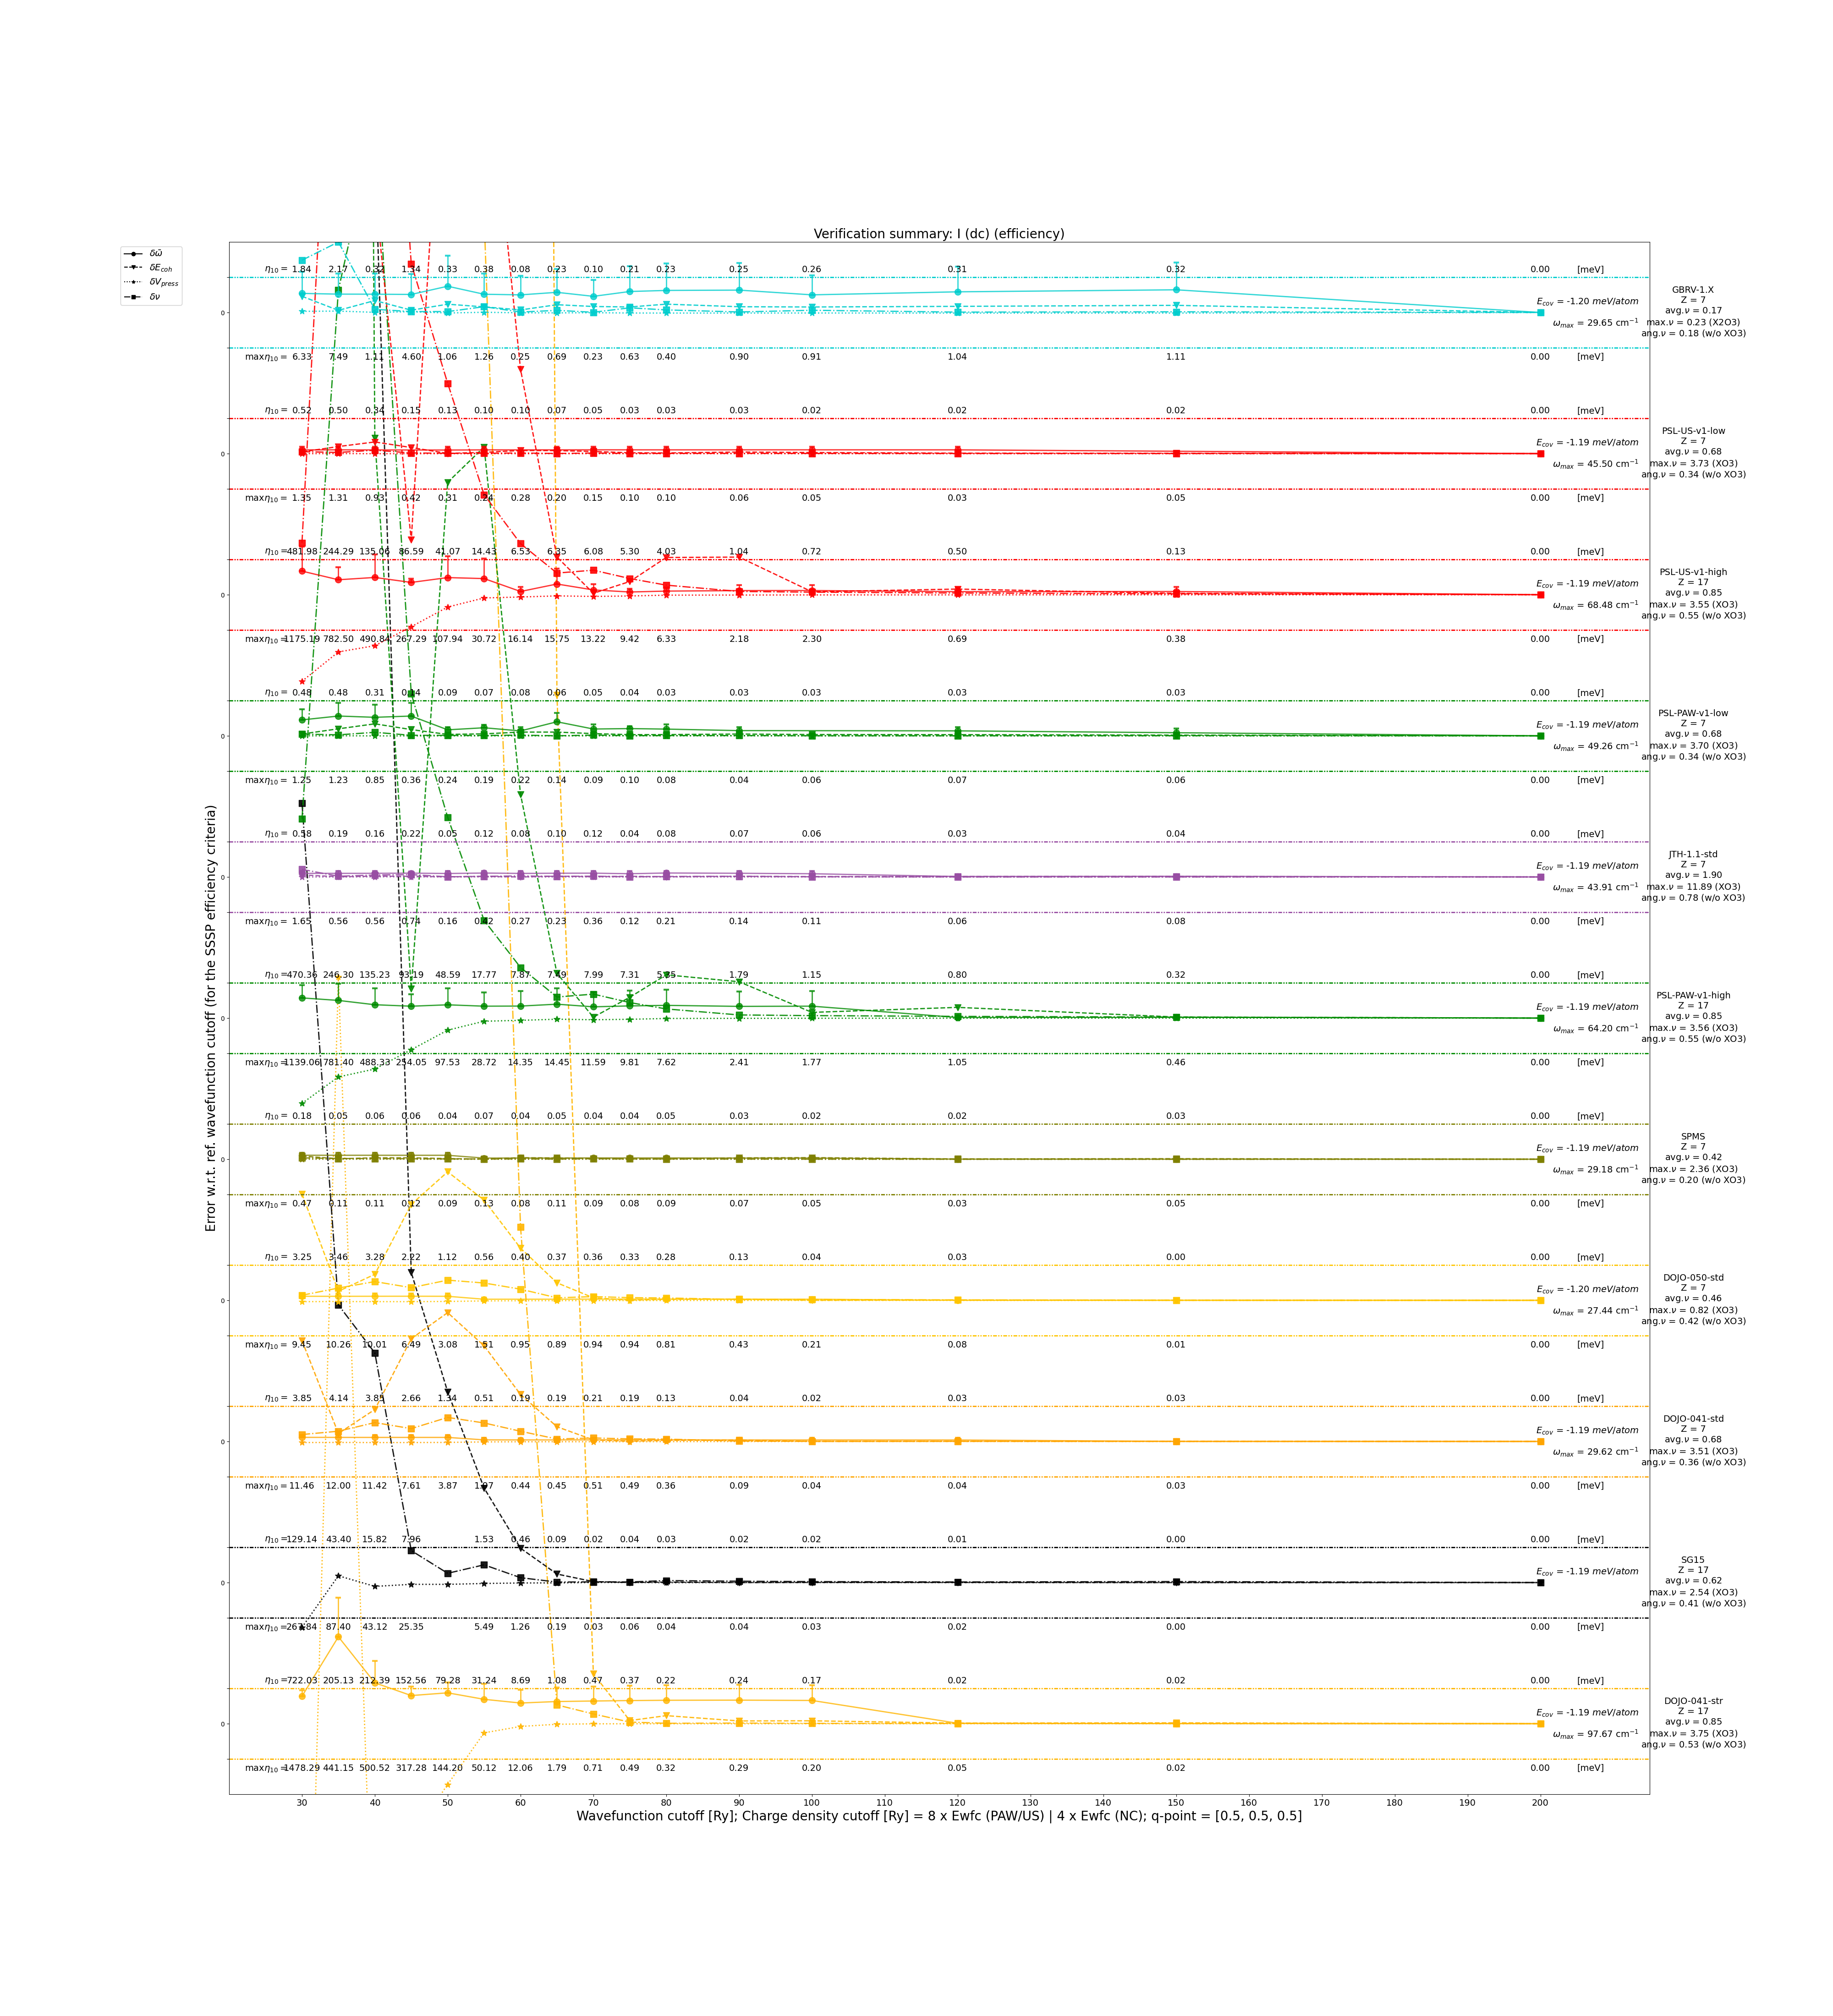 Verification summary: I (dc) (efficiency)
δω̄
δE_coh
δV_press
δν
Error w.r.t. ref. wavefunction cutoff (for the SSSP efficiency criteria)
η₁₀ = 1.84 2.17 1.34 0.33 0.38 0.08 0.23 0.10 0.21 0.23 0.25 0.26 0.31 0.32 0.00 [meV]
0
E_cov = -1.20 meV/atom
ω_max = 29.65 cm⁻¹
GBRV-1.X
Z = 7
avg.ν = 0.17
max.ν = 0.23 (X2O3)
ang.ν = 0.18 (w/o XO3)
maxη₁₀ = 6.33 7.49 1.11 4.60 1.06 1.26 0.25 0.69 0.23 0.63 0.40 0.90 0.91 1.04 1.11 0.00 [meV]
η₁₀ = 0.52 0.50 0.34 0.15 0.13 0.10 0.10 0.07 0.05 0.03 0.03 0.03 0.02 0.02 0.02 0.00 [meV]
0
E_cov = -1.19 meV/atom
ω_max = 45.50 cm⁻¹
PSL-US-v1-low
Z = 7
avg.ν = 0.68
max.ν = 3.73 (XO3)
ang.ν = 0.34 (w/o XO3)
maxη₁₀ = 1.35 1.31 0.93 0.42 0.31 0.24 0.28 0.20 0.15 0.10 0.10 0.06 0.05 0.03 0.05 0.00 [meV]
η₁₀ = 481.98 244.29 135.06 86.59 41.07 14.43 6.53 6.35 6.08 5.30 4.03 1.04 0.72 0.50 0.13 0.00 [meV]
0
E_cov = -1.19 meV/atom
ω_max = 68.48 cm⁻¹
PSL-US-v1-high
Z = 17
avg.ν = 0.85
max.ν = 3.55 (XO3)
ang.ν = 0.55 (w/o XO3)
maxη₁₀ = 1175.19 782.50 490.84 267.29 107.94 30.72 16.14 15.75 13.22 9.42 6.33 2.18 2.30 0.69 0.38 0.00 [meV]
η₁₀ = 0.48 0.48 0.31 0.14 0.09 0.07 0.08 0.06 0.05 0.04 0.03 0.03 0.03 0.03 0.03 0.00 [meV]
0
E_cov = -1.19 meV/atom
ω_max = 49.26 cm⁻¹
PSL-PAW-v1-low
Z = 7
avg.ν = 0.68
max.ν = 3.70 (XO3)
ang.ν = 0.34 (w/o XO3)
maxη₁₀ = 1.25 1.23 0.85 0.36 0.24 0.19 0.22 0.14 0.09 0.10 0.08 0.04 0.06 0.07 0.06 0.00 [meV]
η₁₀ = 0.58 0.19 0.16 0.22 0.05 0.12 0.08 0.10 0.12 0.04 0.08 0.07 0.06 0.03 0.04 0.00 [meV]
0
E_cov = -1.19 meV/atom
ω_max = 43.91 cm⁻¹
JTH-1.1-std
Z = 7
avg.ν = 1.90
max.ν = 11.89 (XO3)
ang.ν = 0.78 (w/o XO3)
maxη₁₀ = 1.65 0.56 0.56 0.74 0.16 0.27 0.23 0.36 0.12 0.21 0.14 0.11 0.06 0.08 0.00 [meV]
η₁₀ = 470.36 246.30 135.23 93.19 48.59 17.77 7.87 7.49 7.99 7.31 1.79 1.15 0.80 0.32 0.00 [meV]
0
E_cov = -1.19 meV/atom
ω_max = 64.20 cm⁻¹
PSL-PAW-v1-high
Z = 17
avg.ν = 0.85
max.ν = 3.56 (XO3)
ang.ν = 0.55 (w/o XO3)
maxη₁₀ = 1139.06 781.40 488.33 254.05 97.53 28.72 14.35 14.45 11.59 9.81 7.62 2.41 1.77 1.05 0.46 0.00 [meV]
η₁₀ = 0.18 0.05 0.06 0.06 0.04 0.07 0.04 0.05 0.04 0.04 0.05 0.03 0.02 0.02 0.03 0.00 [meV]
0
E_cov = -1.19 meV/atom
ω_max = 29.18 cm⁻¹
SPMS
Z = 7
avg.ν = 0.42
max.ν = 2.36 (XO3)
ang.ν = 0.20 (w/o XO3)
maxη₁₀ = 0.47 0.11 0.11 0.12 0.09 0.13 0.08 0.11 0.09 0.08 0.09 0.07 0.05 0.03 0.05 0.00 [meV]
η₁₀ = 3.25 3.46 3.28 2.22 1.12 0.56 0.40 0.37 0.36 0.33 0.28 0.13 0.04 0.03 0.00 0.00 [meV]
0
E_cov = -1.20 meV/atom
ω_max = 27.44 cm⁻¹
DOJO-050-std
Z = 7
avg.ν = 0.46
max.ν = 0.82 (XO3)
ang.ν = 0.42 (w/o XO3)
maxη₁₀ = 9.45 10.26 10.01 6.49 3.08 1.51 0.95 0.89 0.94 0.94 0.81 0.43 0.21 0.08 0.01 0.00 [meV]
η₁₀ = 3.85 4.14 3.85 2.66 1.34 0.51 0.19 0.19 0.21 0.19 0.13 0.04 0.02 0.03 0.03 0.00 [meV]
0
E_cov = -1.19 meV/atom
ω_max = 29.62 cm⁻¹
DOJO-041-std
Z = 7
avg.ν = 0.68
max.ν = 3.51 (XO3)
ang.ν = 0.36 (w/o XO3)
maxη₁₀ = 11.46 12.00 11.42 7.61 3.87 0.44 0.45 0.51 0.49 0.36 0.09 0.04 0.04 0.03 0.00 [meV]
η₁₀ = 129.14 43.40 15.82 7.96 1.53 0.46 0.09 0.02 0.04 0.03 0.02 0.02 0.01 0.00 0.00 [meV]
0
E_cov = -1.19 meV/atom
SG15
Z = 17
avg.ν = 0.62
max.ν = 2.54 (XO3)
ang.ν = 0.41 (w/o XO3)
maxη₁₀ = 267.84 87.40 43.12 25.35 5.49 1.26 0.19 0.03 0.06 0.04 0.04 0.03 0.02 0.00 0.00 [meV]
η₁₀ = 722.03 205.13 212.39 152.56 79.28 31.24 8.69 1.08 0.47 0.37 0.22 0.24 0.17 0.02 0.02 0.00 [meV]
0
E_cov = -1.19 meV/atom
ω_max = 97.67 cm⁻¹
DOJO-041-str
Z = 17
avg.ν = 0.85
max.ν = 3.75 (XO3)
ang.ν = 0.53 (w/o XO3)
maxη₁₀ = 1478.29 441.15 500.52 317.28 144.20 50.12 12.06 1.79 0.71 0.49 0.32 0.29 0.20 0.05 0.02 0.00 [meV]
30 40 50 60 70 80 90 100 110 120 130 140 150 160 170 180 190 200
Wavefunction cutoff [Ry]; Charge density cutoff [Ry] = 8 x Ewfc (PAW/US) | 4 x Ewfc (NC); q-point = [0.5, 0.5, 0.5]